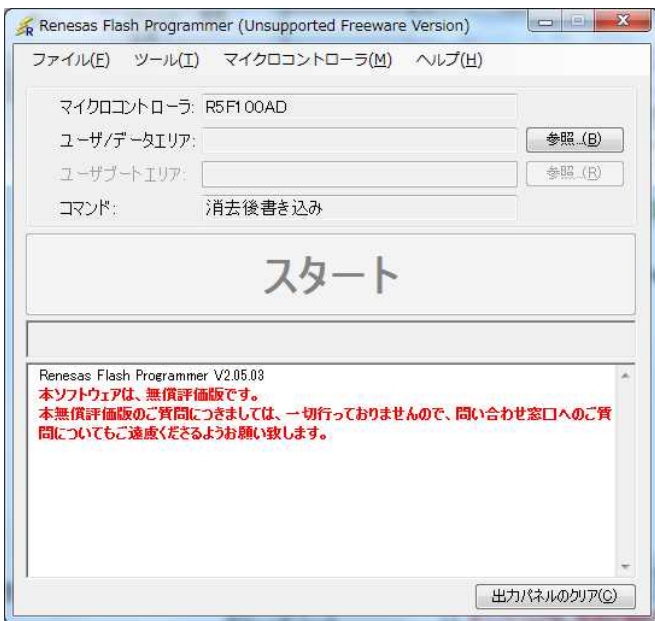 Renesas Flash Programmer (Unsupported Freeware Version)
ファイル(F) ツール(T) マイクロコントローラ(M) ヘルプ(H)
マイクロコントローラ: R5F100AD
ユーザ/データエリア: 参照...(B)
ユーザブートエリア: 参照...(R)
コマンド: 消去後書き込み
スタート
Renesas Flash Programmer V2.05.03
本ソフトウェアは、無償評価版です。
本無償評価版のご質問につきましては、一切行っておりませんので、問い合わせ窓口へのご質
問についてもご遠慮くださるようお願い致します。
出力パネルのクリア(C)